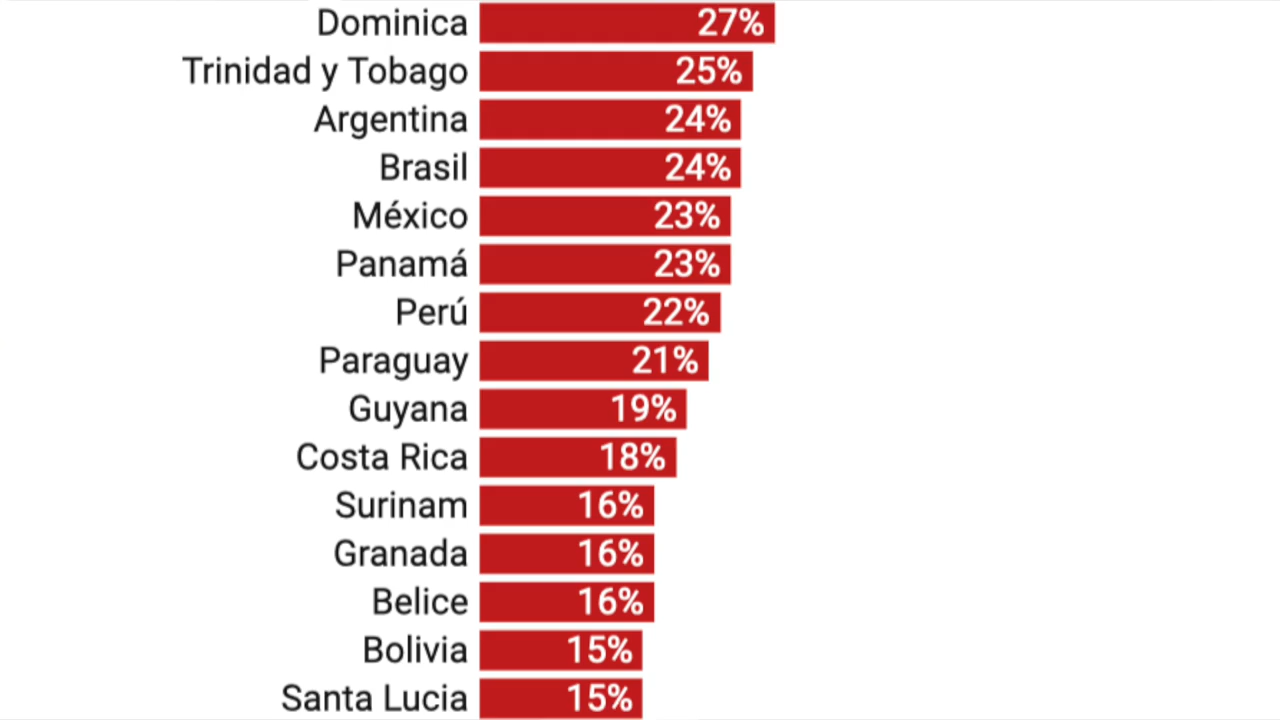 Dominica 27%
Trinidad y Tobago 25%
Argentina 24%
Brasil 24%
México 23%
Panamá 23%
Perú 22%
Paraguay 21%
Guyana 19%
Costa Rica 18%
Surinam 16%
Granada 16%
Belice 16%
Bolivia 15%
Santa Lucia 15%